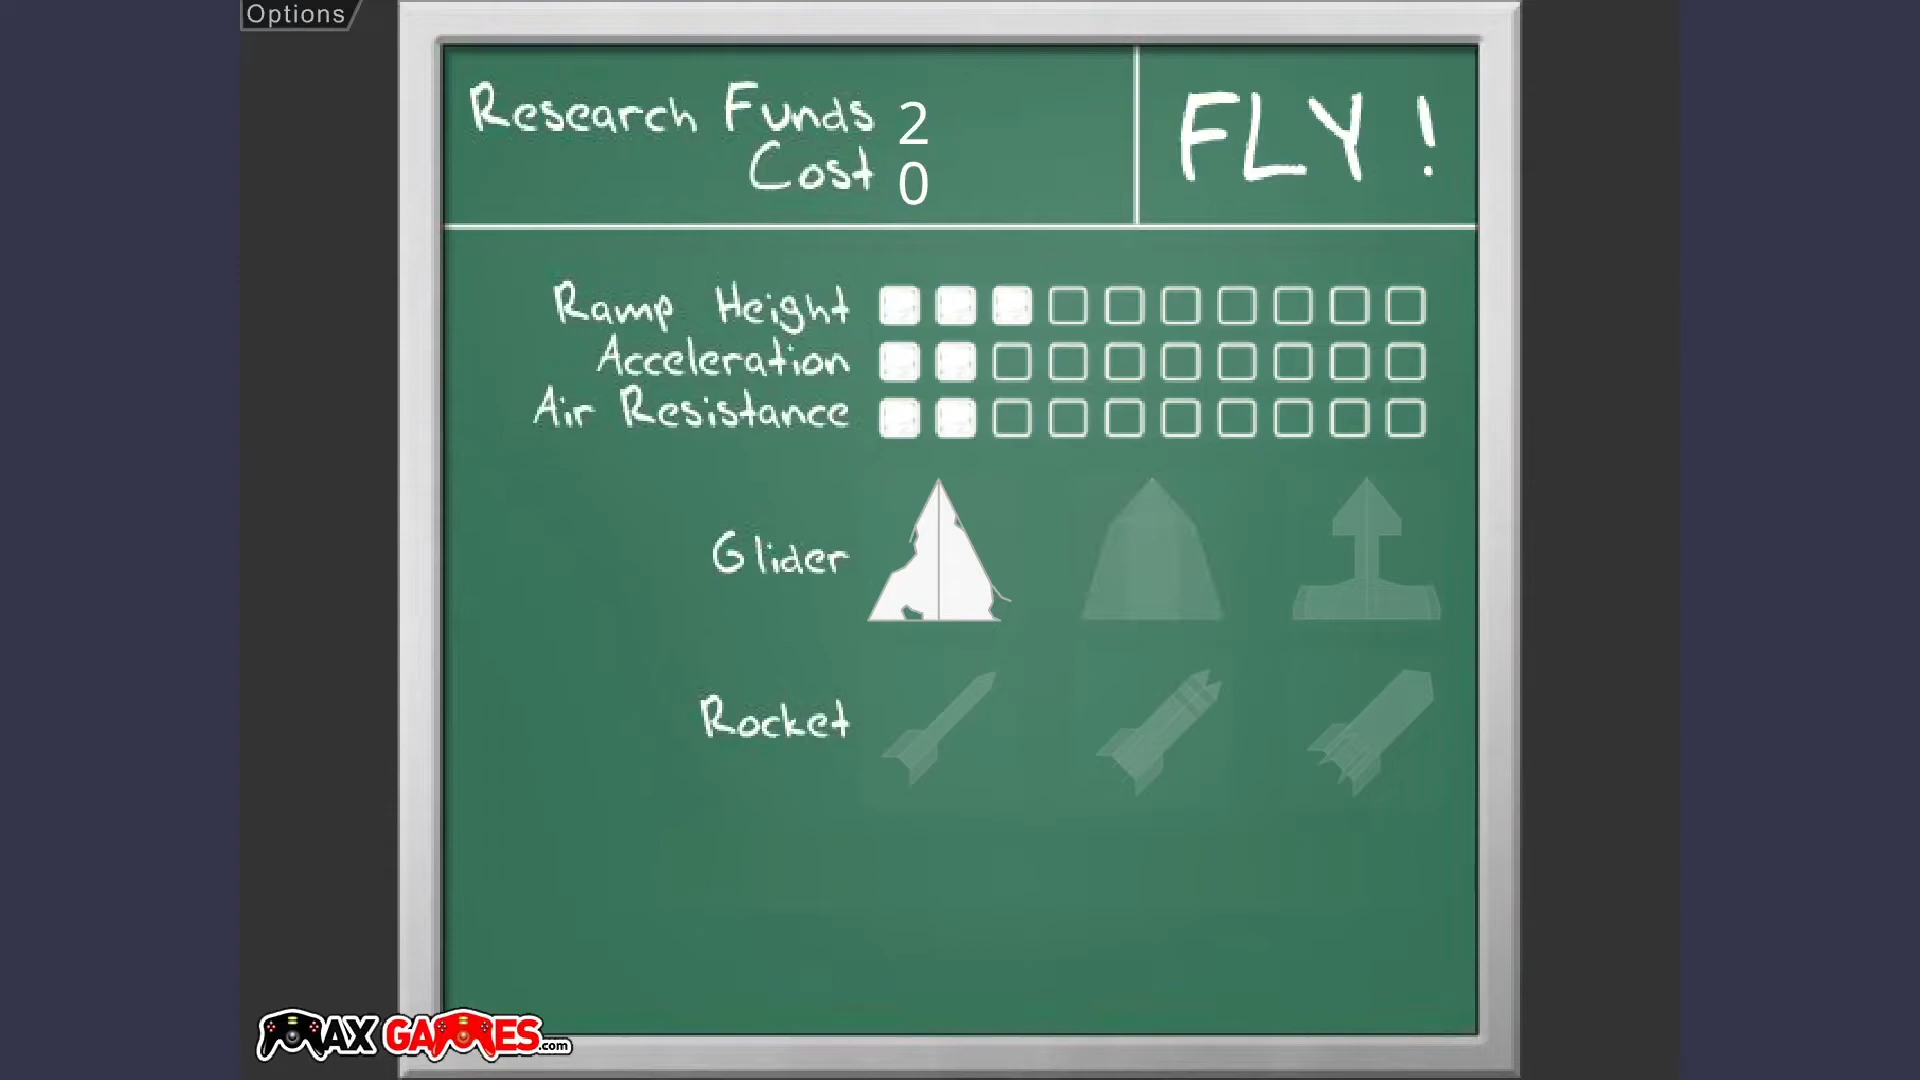 Options
Research Funds 2
Cost 0
FLY!
Ramp Height
Acceleration
Air Resistance
Glider
Rocket
MAX GAMES.com